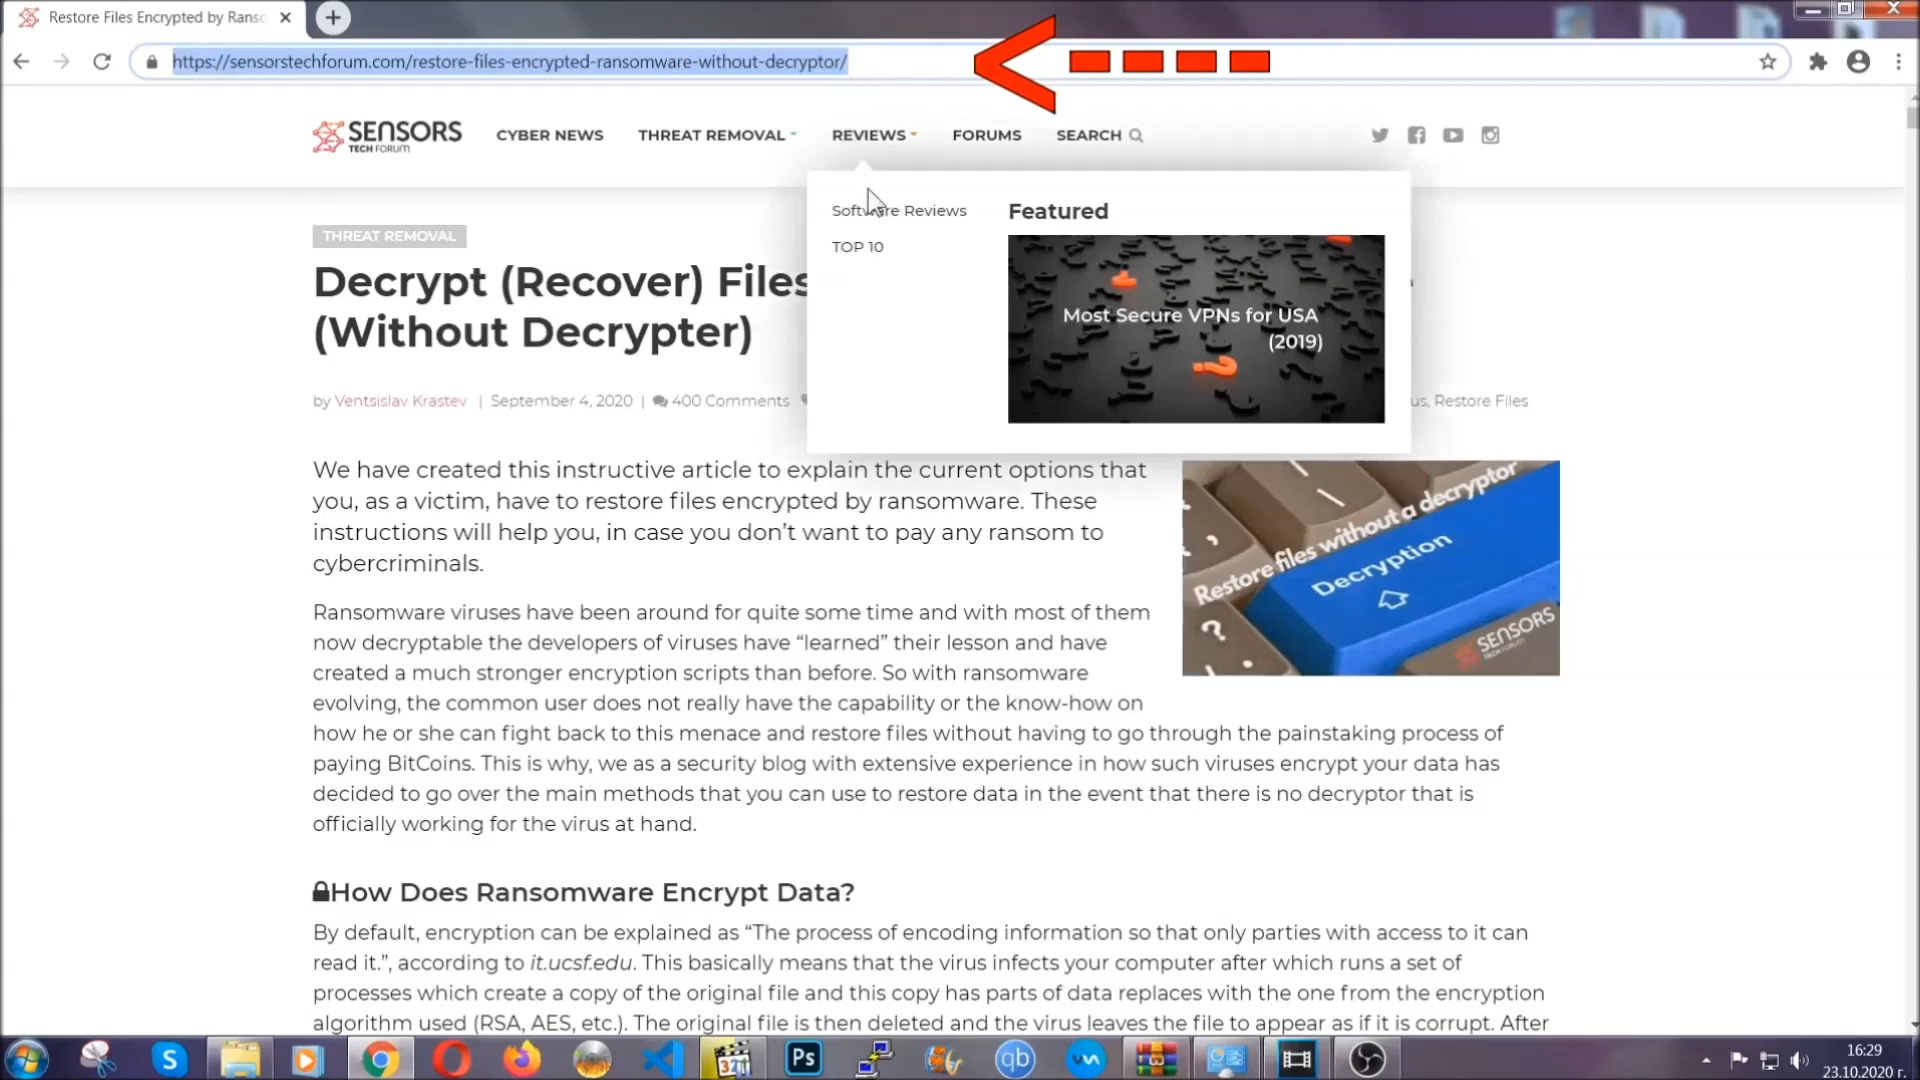 Restore Files Encrypted by Ranso
https://sensorstechforum.com/restore-files-encrypted-ransomware-without-decryptor/
SENSORS
TECH FORUM
CYBER NEWS
THREAT REMOVAL
REVIEWS
FORUMS
SEARCH
Software Reviews
TOP 10
Featured
Most Secure VPNs for USA
(2019)
THREAT REMOVAL
Decrypt (Recover) Files
(Without Decrypter)
by Ventsislav Krastev | September 4, 2020 | 400 Comments
us, Restore Files
We have created this instructive article to explain the current options that
you, as a victim, have to restore files encrypted by ransomware. These
instructions will help you, in case you don’t want to pay any ransom to
cybercriminals.
Restore files without a decryptor
Decryption
SENSORS
Ransomware viruses have been around for quite some time and with most of them
now decryptable the developers of viruses have “learned” their lesson and have
created a much stronger encryption scripts than before. So with ransomware
evolving, the common user does not really have the capability or the know-how on
how he or she can fight back to this menace and restore files without having to go through the painstaking process of
paying BitCoins. This is why, we as a security blog with extensive experience in how such viruses encrypt your data has
decided to go over the main methods that you can use to restore data in the event that there is no decryptor that is
officially working for the virus at hand.
How Does Ransomware Encrypt Data?
By default, encryption can be explained as “The process of encoding information so that only parties with access to it can
read it.”, according to it.ucsf.edu. This basically means that the virus infects your computer after which runs a set of
processes which create a copy of the original file and this copy has parts of data replaces with the one from the encryption
algorithm used (RSA, AES, etc.). The original file is then deleted and the virus leaves the file to appear as if it is corrupt. After
S
321
Ps
qb
16:29
23.10.2020 г.